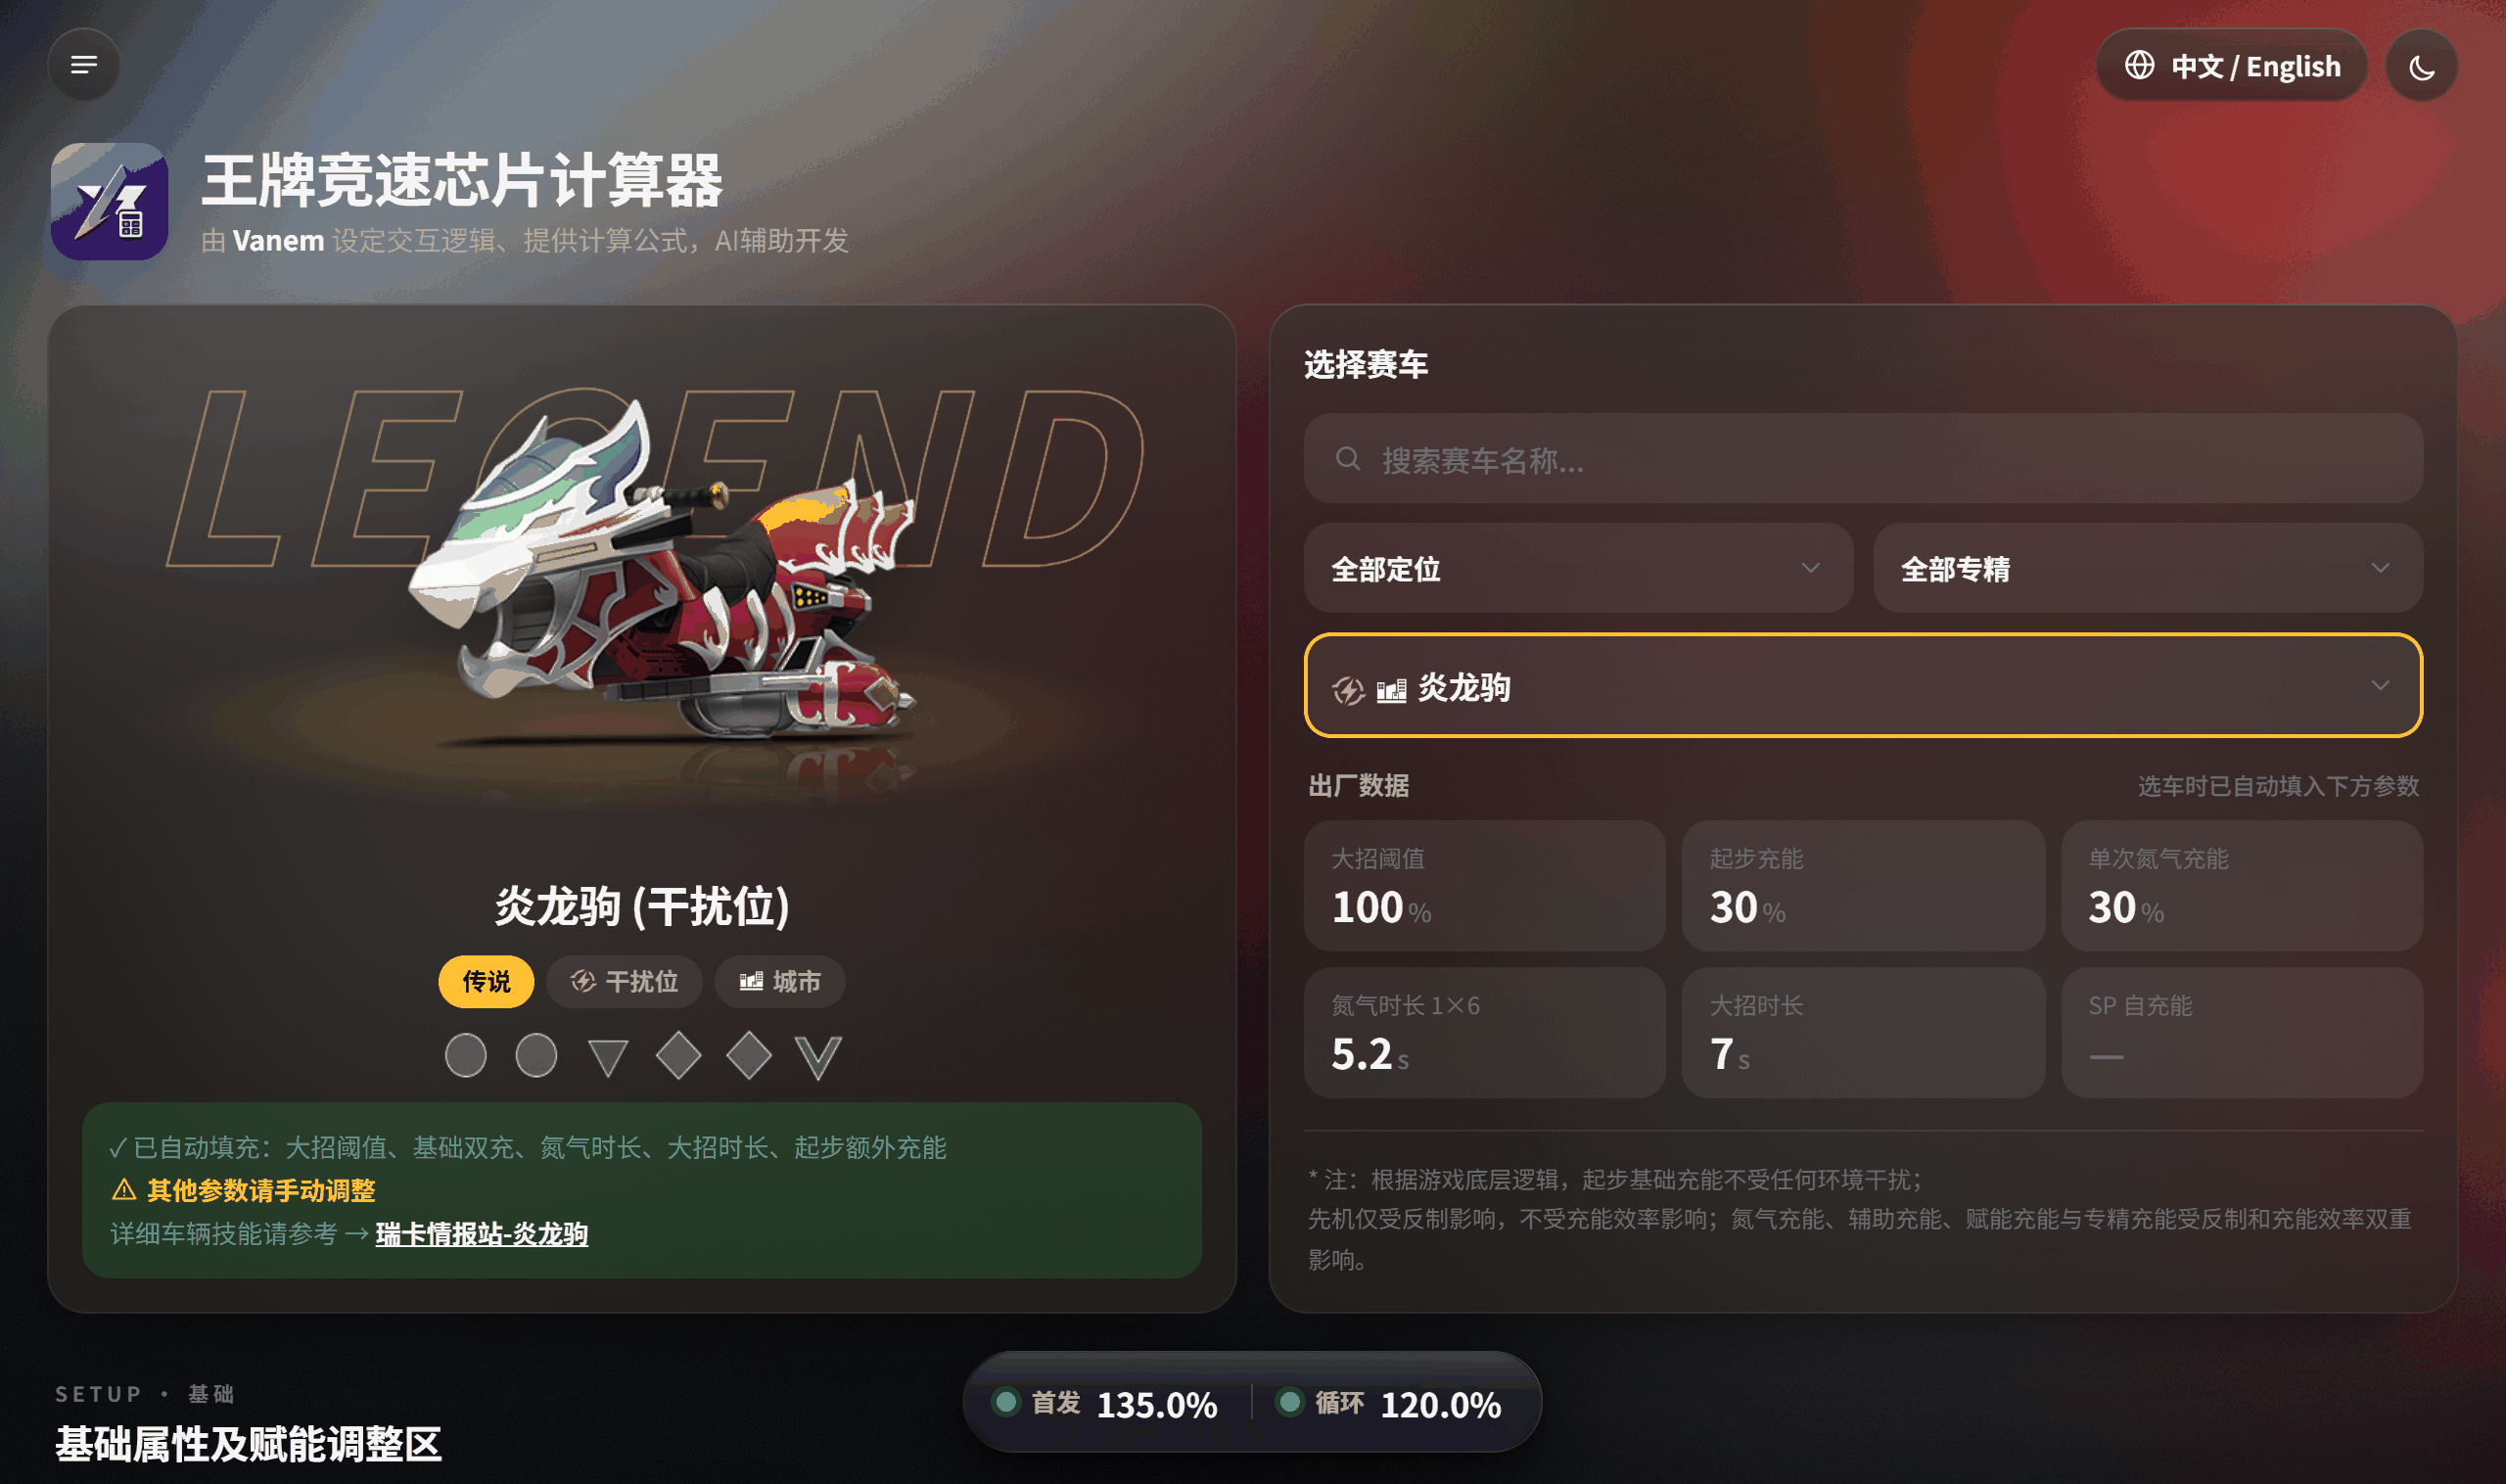 中文 / English
王牌竞速芯片计算器
由 Vanem 设定交互逻辑、提供计算公式，AI辅助开发
LEGEND
炎龙驹 (干扰位)
传说 干扰位 城市
✓ 已自动填充：大招阈值、基础双充、氮气时长、大招时长、起步额外充能
⚠ 其他参数请手动调整
详细车辆技能请参考 → 瑞卡情报站-炎龙驹
选择赛车
搜索赛车名称...
全部定位 全部专精
炎龙驹
出厂数据 选车时已自动填入下方参数
大招阈值 起步充能 单次氮气充能
100% 30% 30%
氮气时长 1×6 大招时长 SP 自充能
5.2s 7s —
* 注：根据游戏底层逻辑，起步基础充能不受任何环境干扰；
先机仅受反制影响，不受充能效率影响；氮气充能、辅助充能、赋能充能与专精充能受反制和充能效率双重
影响。
SETUP · 基础
基础属性及赋能调整区
首发 135.0% 循环 120.0%